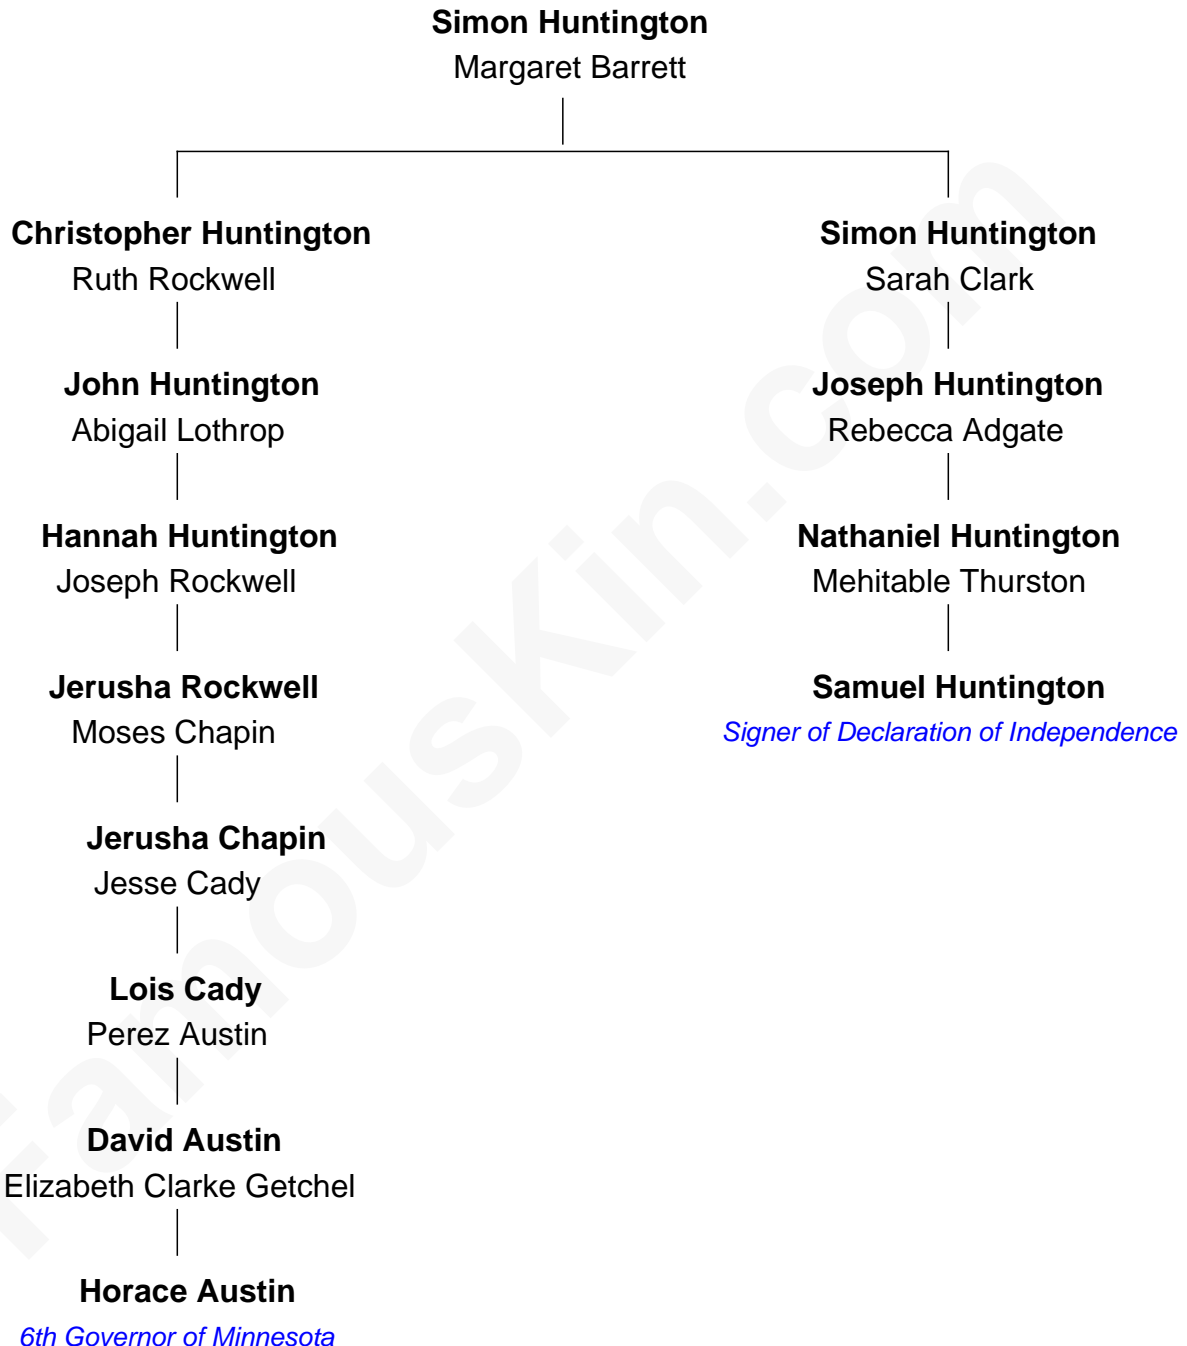 Simon Huntington
Margaret Barrett
Christopher Huntington
Ruth Rockwell
John Huntington
Abigail Lothrop
Hannah Huntington
Joseph Rockwell
Jerusha Rockwell
Moses Chapin
Jerusha Chapin
Jesse Cady
Lois Cady
Perez Austin
David Austin
Elizabeth Clarke Getchel
Horace Austin
6th Governor of Minnesota
Simon Huntington
Sarah Clark
Joseph Huntington
Rebecca Adgate
Nathaniel Huntington
Mehitable Thurston
Samuel Huntington
Signer of Declaration of Independence
FamousKin.com